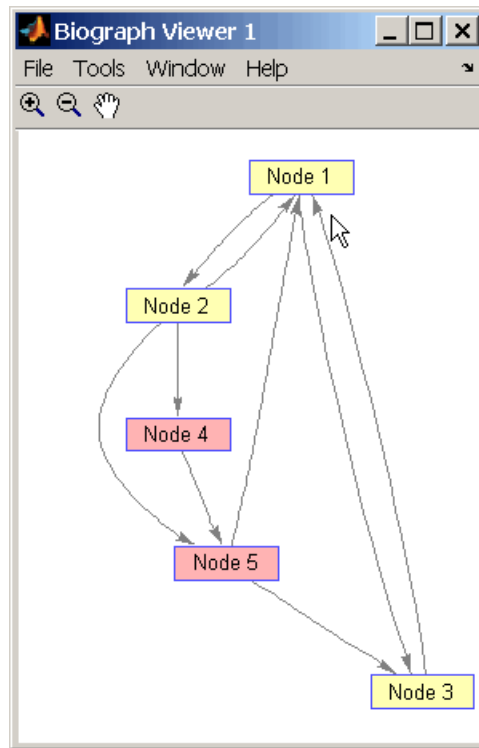 Biograph Viewer 1
File Tools Window Help
Node 1
Node 2
Node 4
Node 5
Node 3